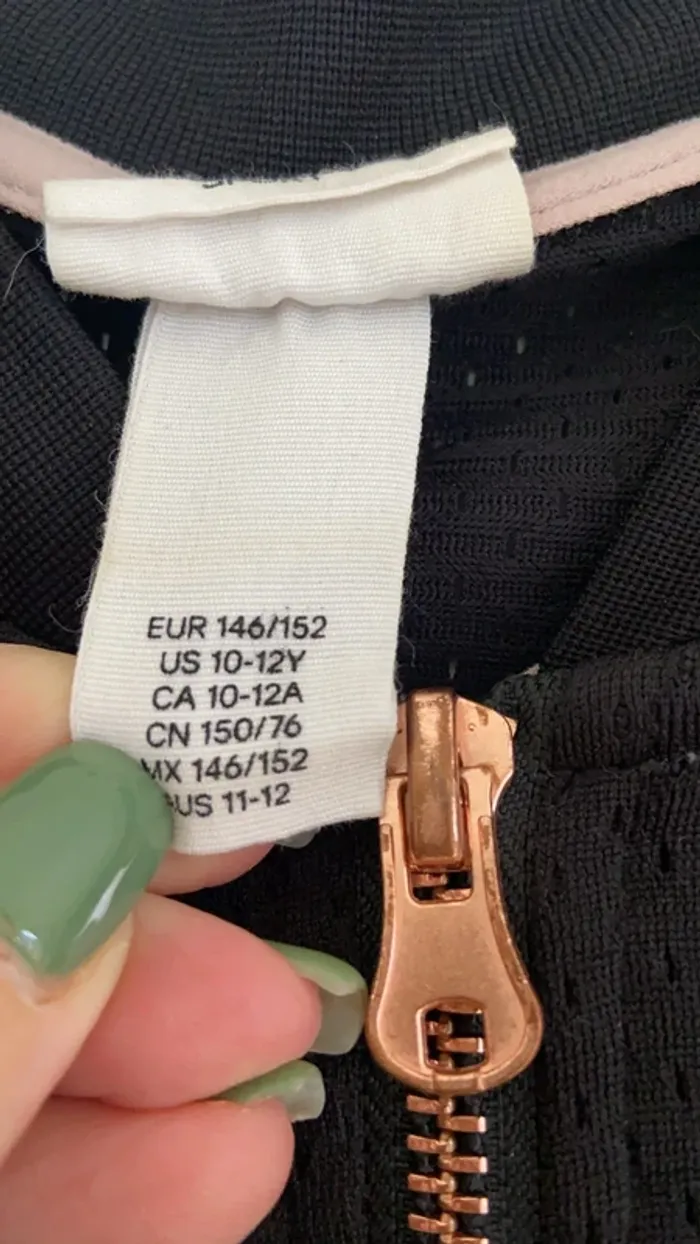 EUR 146/152
US 10-12Y
CA 10-12A
CN 150/76
MX 146/152
AUS 11-12